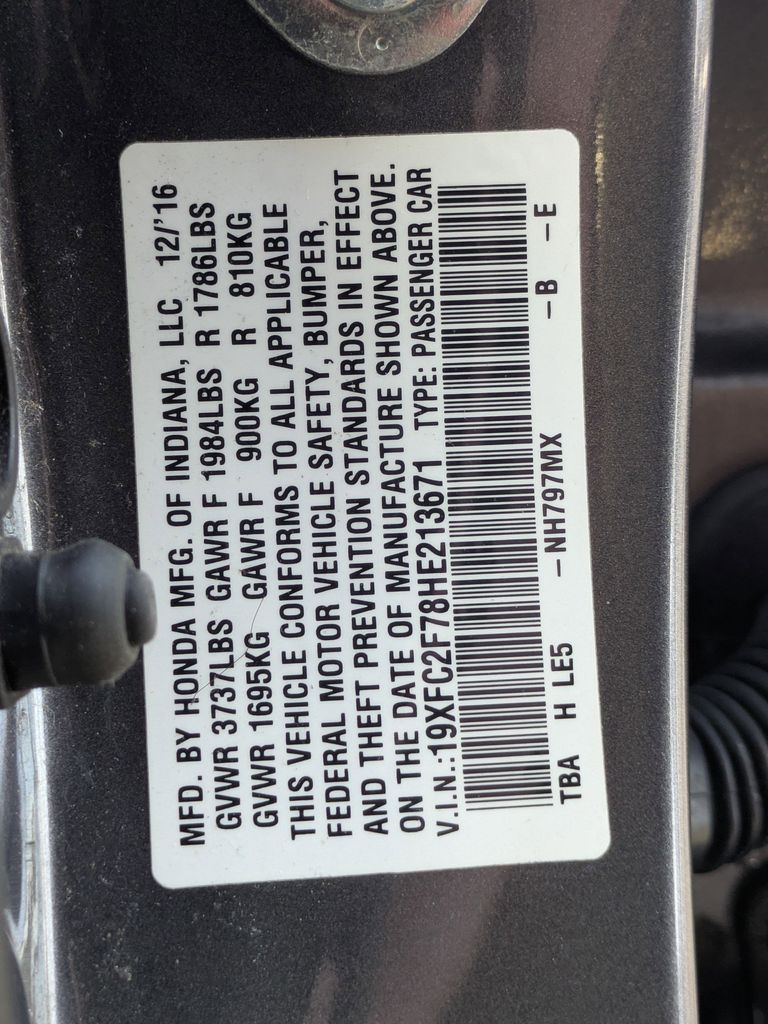 MFD. BY HONDA MFG. OF INDIANA, LLC 12/'16
GVWR 3737LBS GAWR F 1984LBS R 1786LBS
GVWR 1695KG GAWR F 900KG R 810KG
THIS VEHICLE CONFORMS TO ALL APPLICABLE
FEDERAL MOTOR VEHICLE SAFETY, BUMPER,
AND THEFT PREVENTION STANDARDS IN EFFECT
ON THE DATE OF MANUFACTURE SHOWN ABOVE.
V.I.N.:19XFC2F78HE213671 TYPE: PASSENGER CAR
TBA H LE5 -NH797MX -B -E